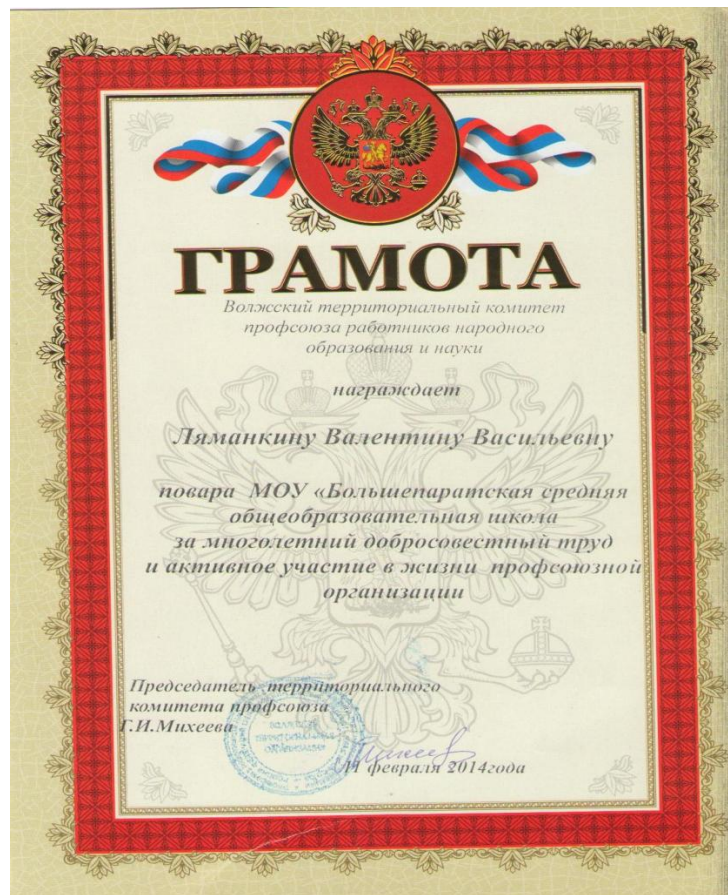 ГРАМОТА
Волжский территориальный комитет
профсоюза работников народного
образования и науки
награждает
Ляманкину Валентину Васильевну
повара МОУ «Большепаратская средняя
общеобразовательная школа
за многолетний добросовестный труд
и активное участие в жизни профсоюзной
организации
Председатель территориального
комитета профсоюза
Г.И.Михеева
февраля 2014года